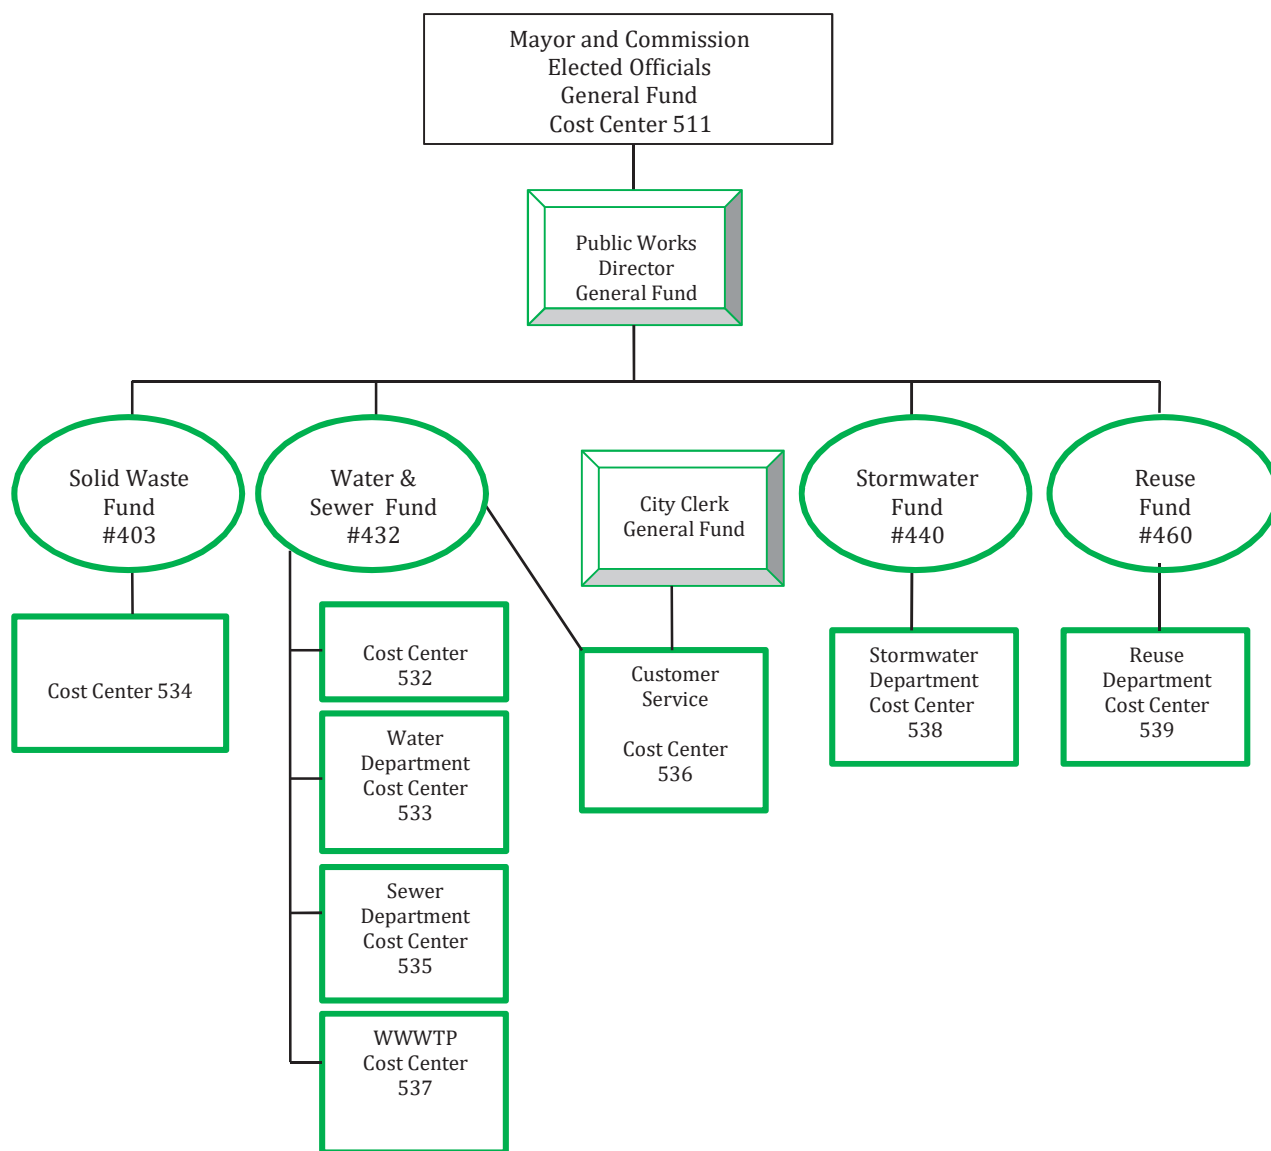 Mayor and Commission
Elected Officials
General Fund
Cost Center 511
Public Works
Director
General Fund
Solid Waste
Fund
#403
Water &
Sewer Fund
#432
City Clerk
General Fund
Stormwater
Fund
#440
Reuse
Fund
#460
Cost Center 534
Cost Center
532
Water
Department
Cost Center
533
Sewer
Department
Cost Center
535
WWWTP
Cost Center
537
Customer
Service
Cost Center
536
Stormwater
Department
Cost Center
538
Reuse
Department
Cost Center
539